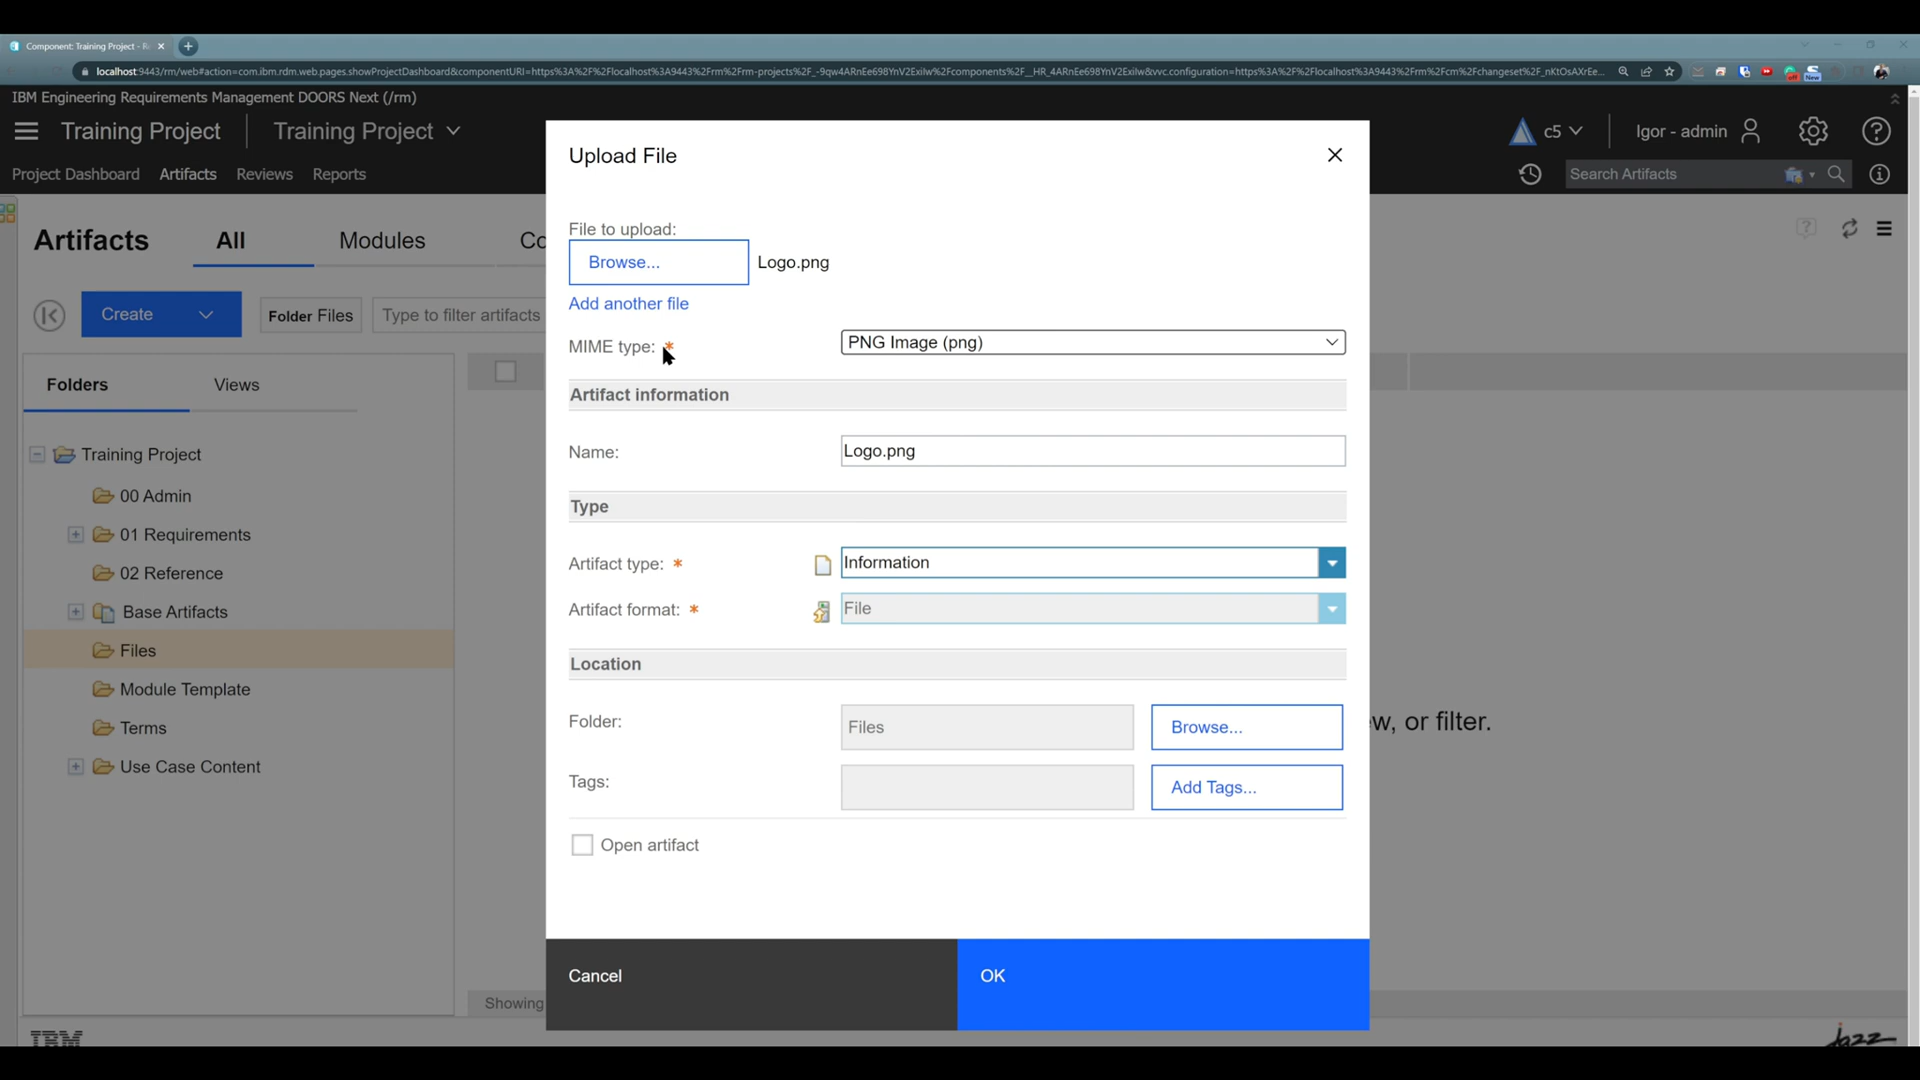 Component: Training Project - R
localhost:9443/rm/web#action=com.ibm.rdm.web.pages.showProjectDashboard&componentURI=https%3A%2F%2Flocalhost%3A9443%2Frm%2Frm-projects%2F_-9qw4ARnEe698YnV2Exilw%2Fcomponents%2F__HR_4ARnEe698YnV2Exilw&vvc.configuration=https%3A%2F%2Flocalhost%3A9443%2Frm%2Fcm%2Fchangeset%2F_nKtOsAXrEe...
off
New
IBM Engineering Requirements Management DOORS Next (/rm)
Training Project
Training Project
c5
Igor - admin
Project Dashboard
Artifacts
Reviews
Reports
Search Artifacts
Artifacts
All
Modules
Co
Create
Folder Files
Type to filter artifacts
Folders
Views
Training Project
00 Admin
01 Requirements
02 Reference
Base Artifacts
Files
Module Template
Terms
Use Case Content
Showing
w, or filter.
IBM
Jazz
Upload File
File to upload:
Browse...
Logo.png
Add another file
MIME type: *
PNG Image (png)
Artifact information
Name:
Logo.png
Type
Artifact type: *
Information
Artifact format: *
File
Location
Folder:
Files
Browse...
Tags:
Add Tags...
Open artifact
Cancel
OK